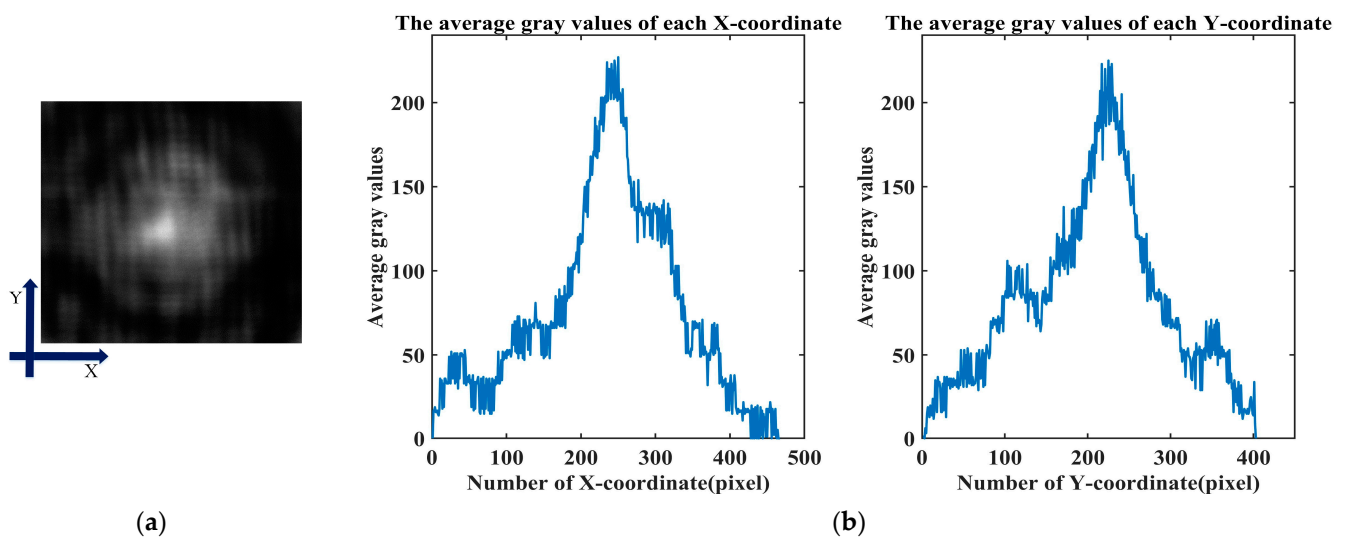 Y
X
(a)
The average gray values of each X-coordinate
Average gray values
200
150
100
50
0
0 100 200 300 400 500
Number of X-coordinate(pixel)
The average gray values of each Y-coordinate
Average gray values
200
150
100
50
0
0 100 200 300 400
Number of Y-coordinate(pixel)
(b)